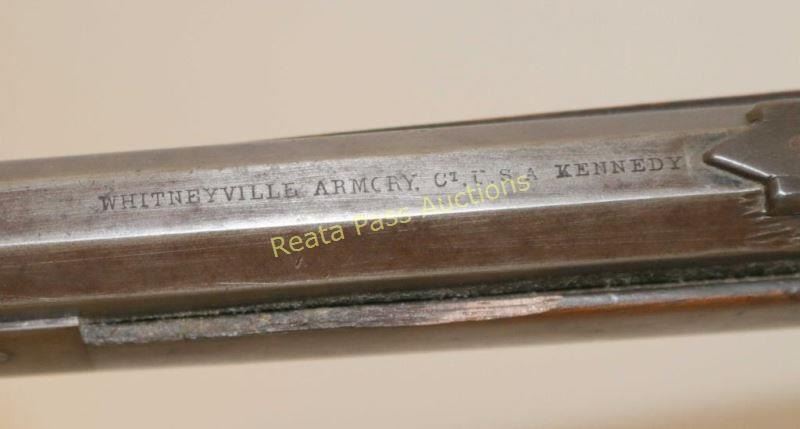 WHITNEYVILLE ARMORY. CT. U.S.A KENNEDY
Reata Pass Auctions